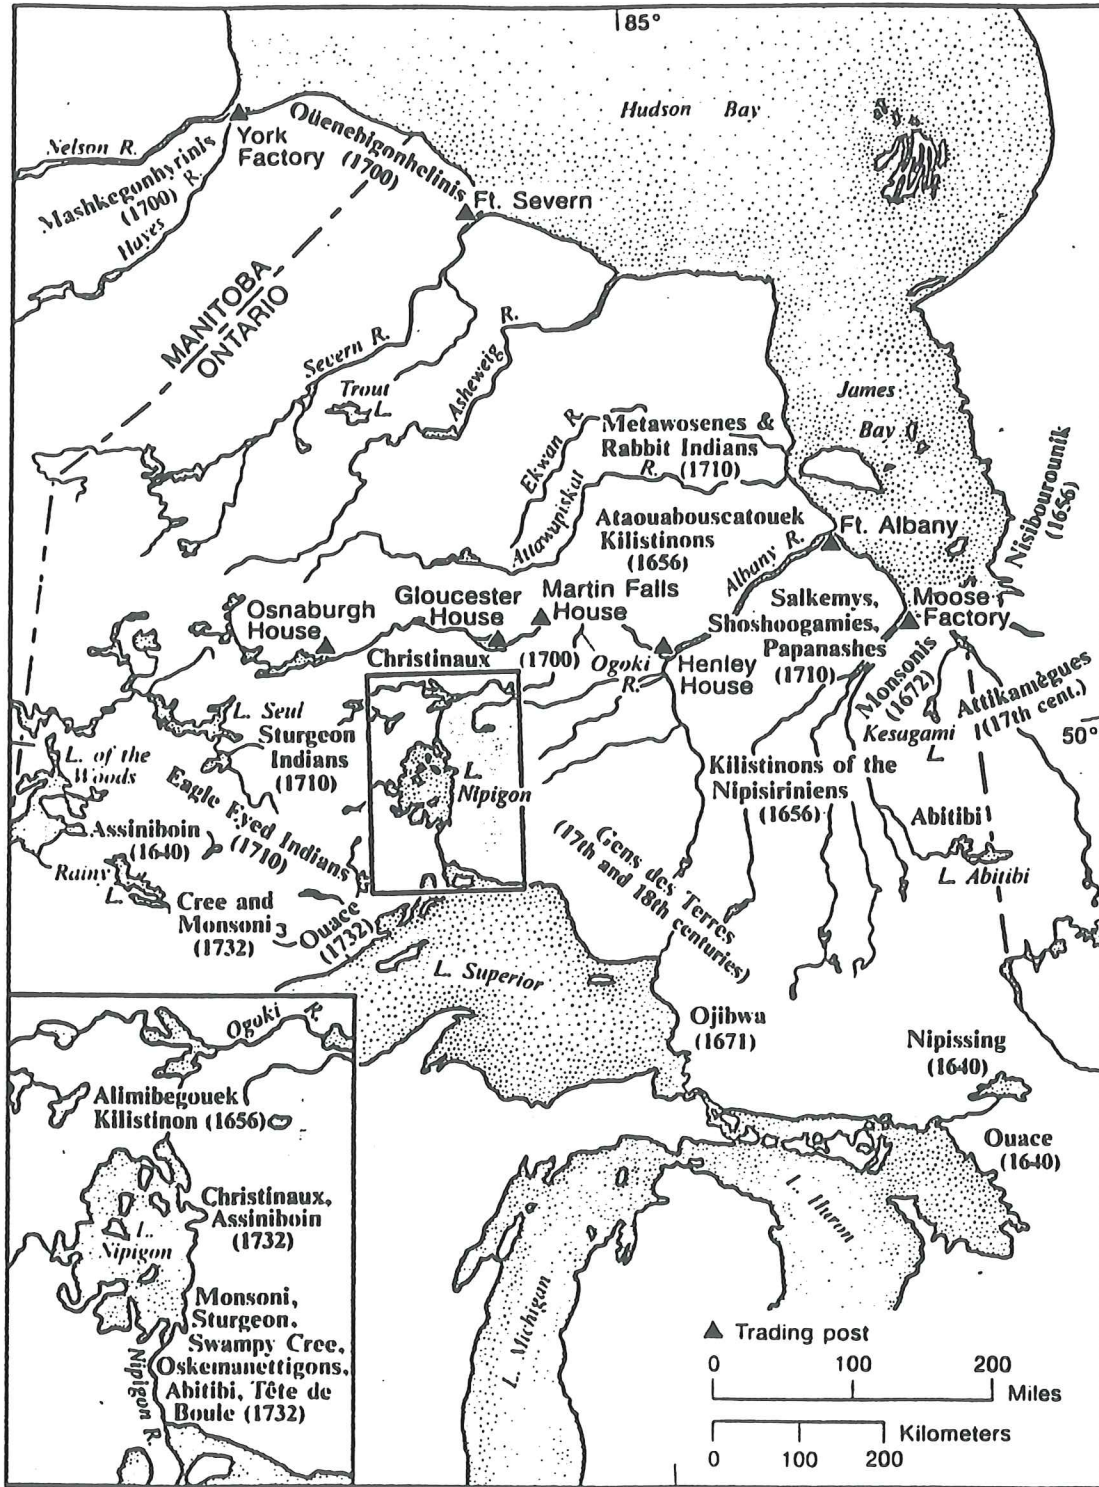 85°
Hudson Bay
Nelson R.
York
Factory
Oüenebigonhelinis
(1700)
Mashkegonhyrinis
(1700)
Hayes R.
Ft. Severn
MANITOBA
ONTARIO
Severn R.
Trout
L.
Asheweig R.
James
Bay
Ekwan R.
Metawosenes &
Rabbit Indians
(1710)
Attawapiskat R.
Nisibourounik
(1656)
Ataouabouscatouek
Kilistinons
(1656)
Ft. Albany
Albany R.
Osnaburgh
House
Gloucester
House
Martin Falls
House
Salkemys,
Shoshoogamies,
Papanashes
(1710)
Moose
Factory
Christinaux (1700)
Ogoki
R.
Henley
House
Monsonis
(1672)
Kesagami
L.
Attikamègues
(17th cent.)
50°
L. Seul
Sturgeon
Indians
(1710)
L. of the
Woods
Eagle Eyed Indians
(1710)
L.
Nipigon
Kilistinons of the
Nipisiriniens
(1656)
Abitibi
L. Abitibi
Assiniboin
(1640)
Rainy
L.
Cree and
Monsoni
(1732)
Ouace
(1732)
Gens des Terres
(17th and 18th centuries)
L. Superior
Ojibwa
(1671)
Nipissing
(1640)
Ouace
(1640)
L. Huron
L. Michigan
Ogoki R.
Alimibegouek
Kilistinon (1656)
Christinaux,
Assiniboin
(1732)
L.
Nipigon
Monsoni,
Sturgeon,
Swampy Cree,
Oskemanettigons,
Abitibi, Tête de
Boule (1732)
Nipigon R.
Trading post
0 100 200
Miles
Kilometers
0 100 200